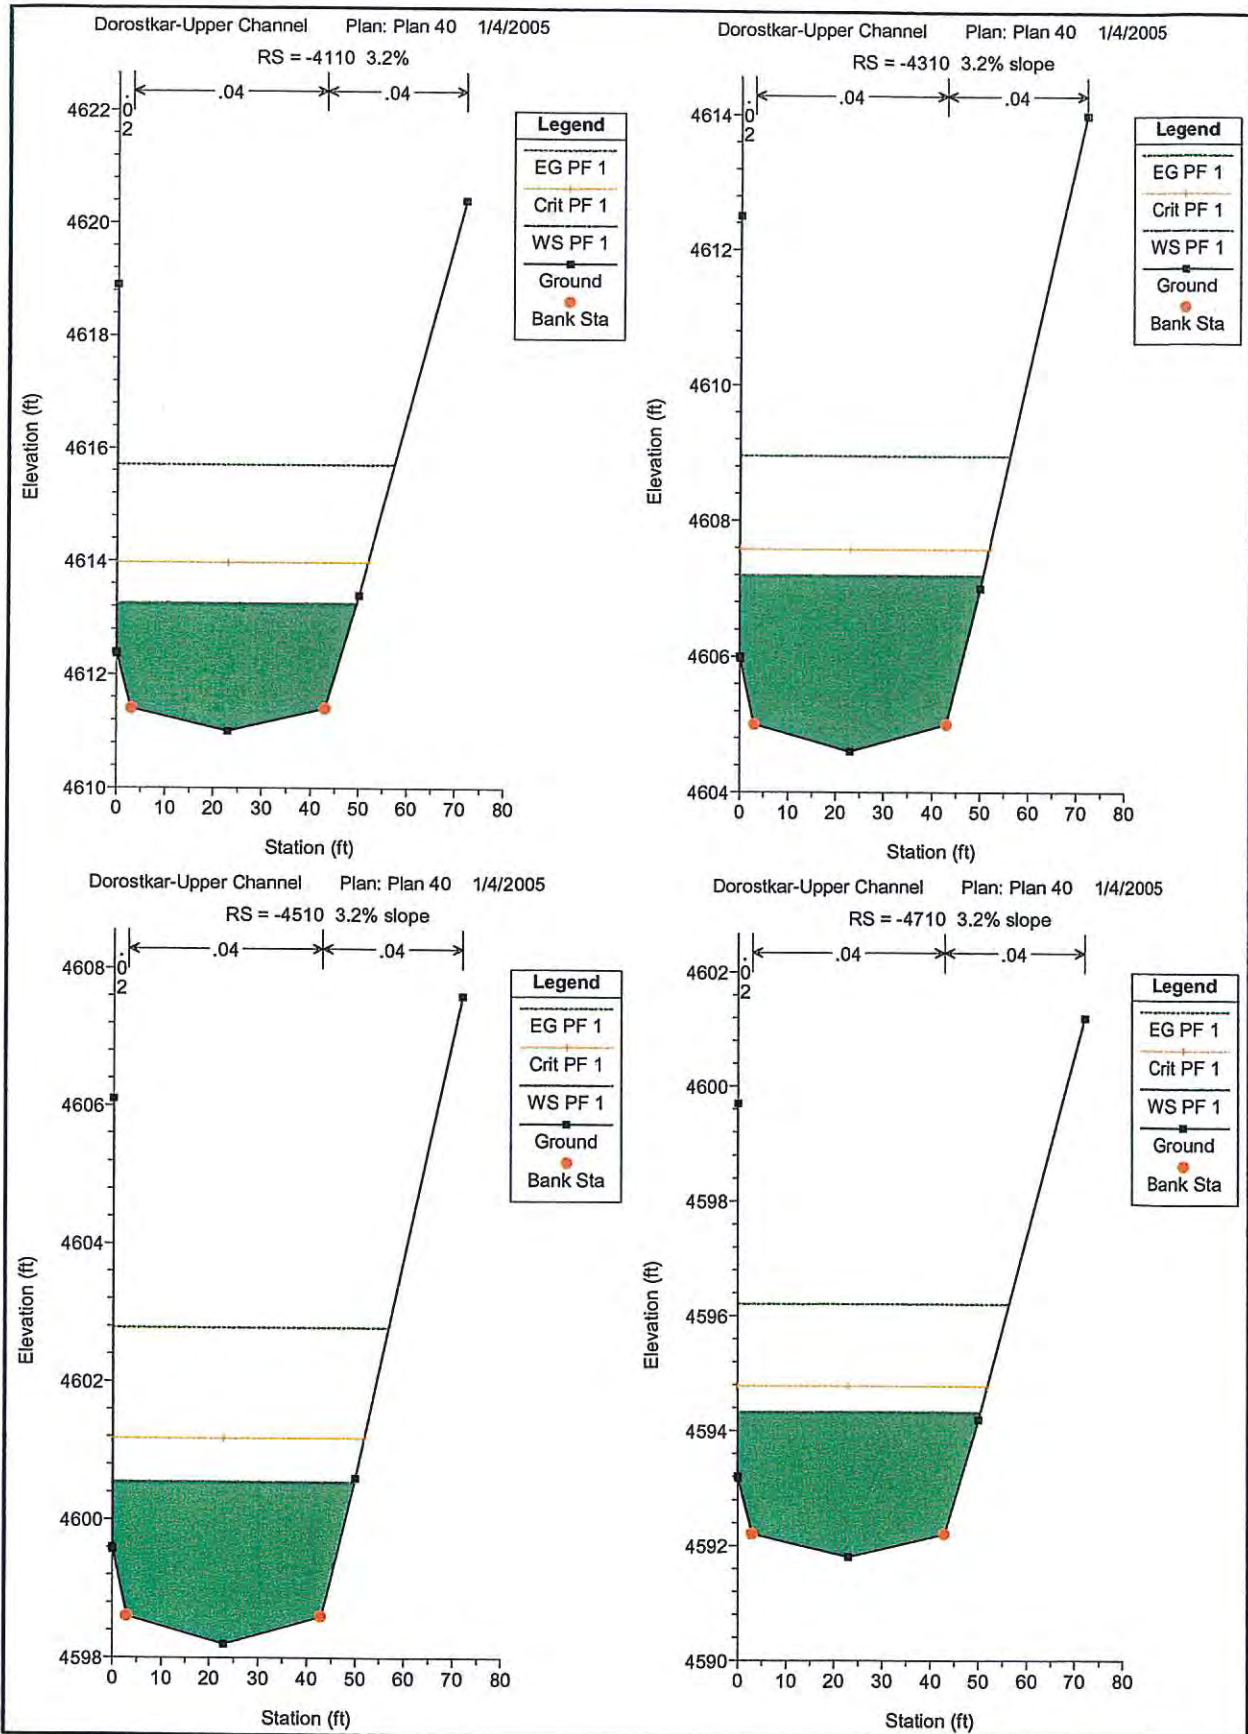 Dorostkar-Upper Channel Plan: Plan 40 1/4/2005
RS = -4110 3.2%
.02
.04
.04
4622
4620
4618
4616
4614
4612
4610
Elevation (ft)
0 10 20 30 40 50 60 70 80
Station (ft)
Legend
EG PF 1
Crit PF 1
WS PF 1
Ground
Bank Sta
Dorostkar-Upper Channel Plan: Plan 40 1/4/2005
RS = -4310 3.2% slope
.02
.04
.04
4614
4612
4610
4608
4606
4604
Elevation (ft)
0 10 20 30 40 50 60 70 80
Station (ft)
Legend
EG PF 1
Crit PF 1
WS PF 1
Ground
Bank Sta
Dorostkar-Upper Channel Plan: Plan 40 1/4/2005
RS = -4510 3.2% slope
.02
.04
.04
4608
4606
4604
4602
4600
4598
Elevation (ft)
0 10 20 30 40 50 60 70 80
Station (ft)
Legend
EG PF 1
Crit PF 1
WS PF 1
Ground
Bank Sta
Dorostkar-Upper Channel Plan: Plan 40 1/4/2005
RS = -4710 3.2% slope
.02
.04
.04
4602
4600
4598
4596
4594
4592
4590
Elevation (ft)
0 10 20 30 40 50 60 70 80
Station (ft)
Legend
EG PF 1
Crit PF 1
WS PF 1
Ground
Bank Sta